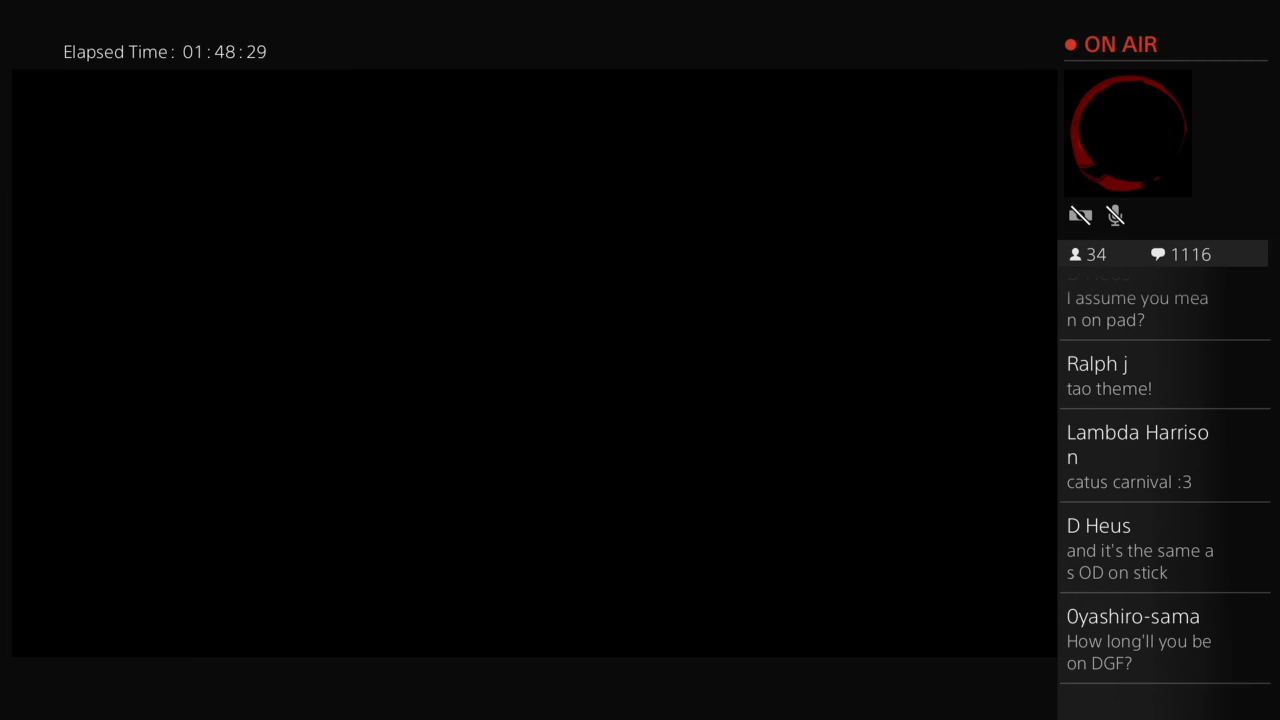 Elapsed Time: 01:48:29
ON AIR
34 1116
I assume you mea
n on pad?
Ralph j
tao theme!
Lambda Harriso
n
catus carnival :3
D Heus
and it's the same a
s OD on stick
0yashiro-sama
How long'll you be
on DGF?